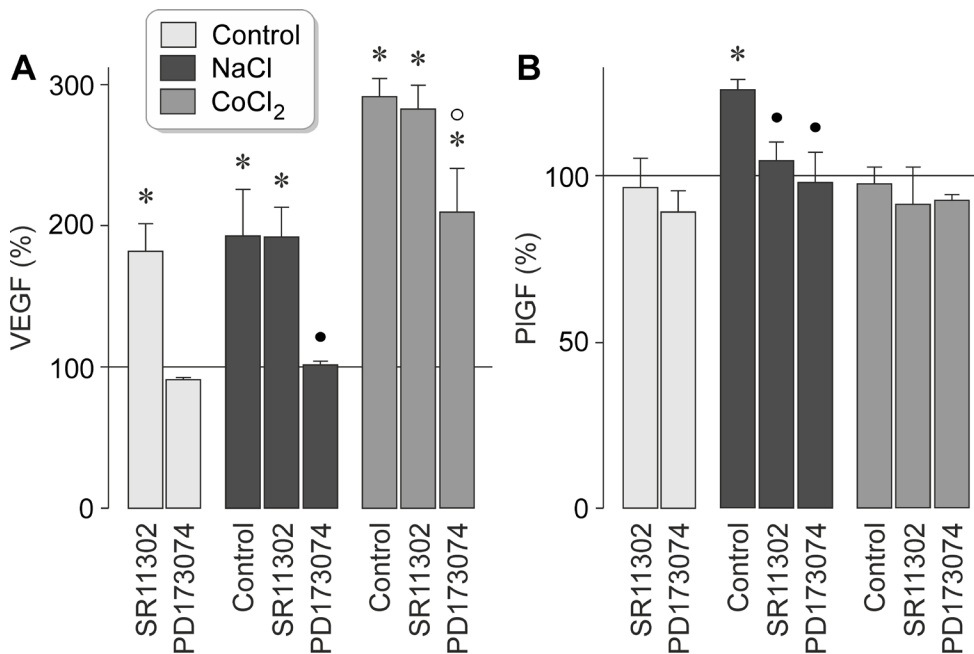 A
Control
NaCl
CoCl2
VEGF (%)
300
200
100
0
* * * * * *
SR11302
PD173074
Control
SR11302
PD173074
Control
SR11302
PD173074
B
PlGF (%)
100
50
0
*
SR11302
PD173074
Control
SR11302
PD173074
Control
SR11302
PD173074